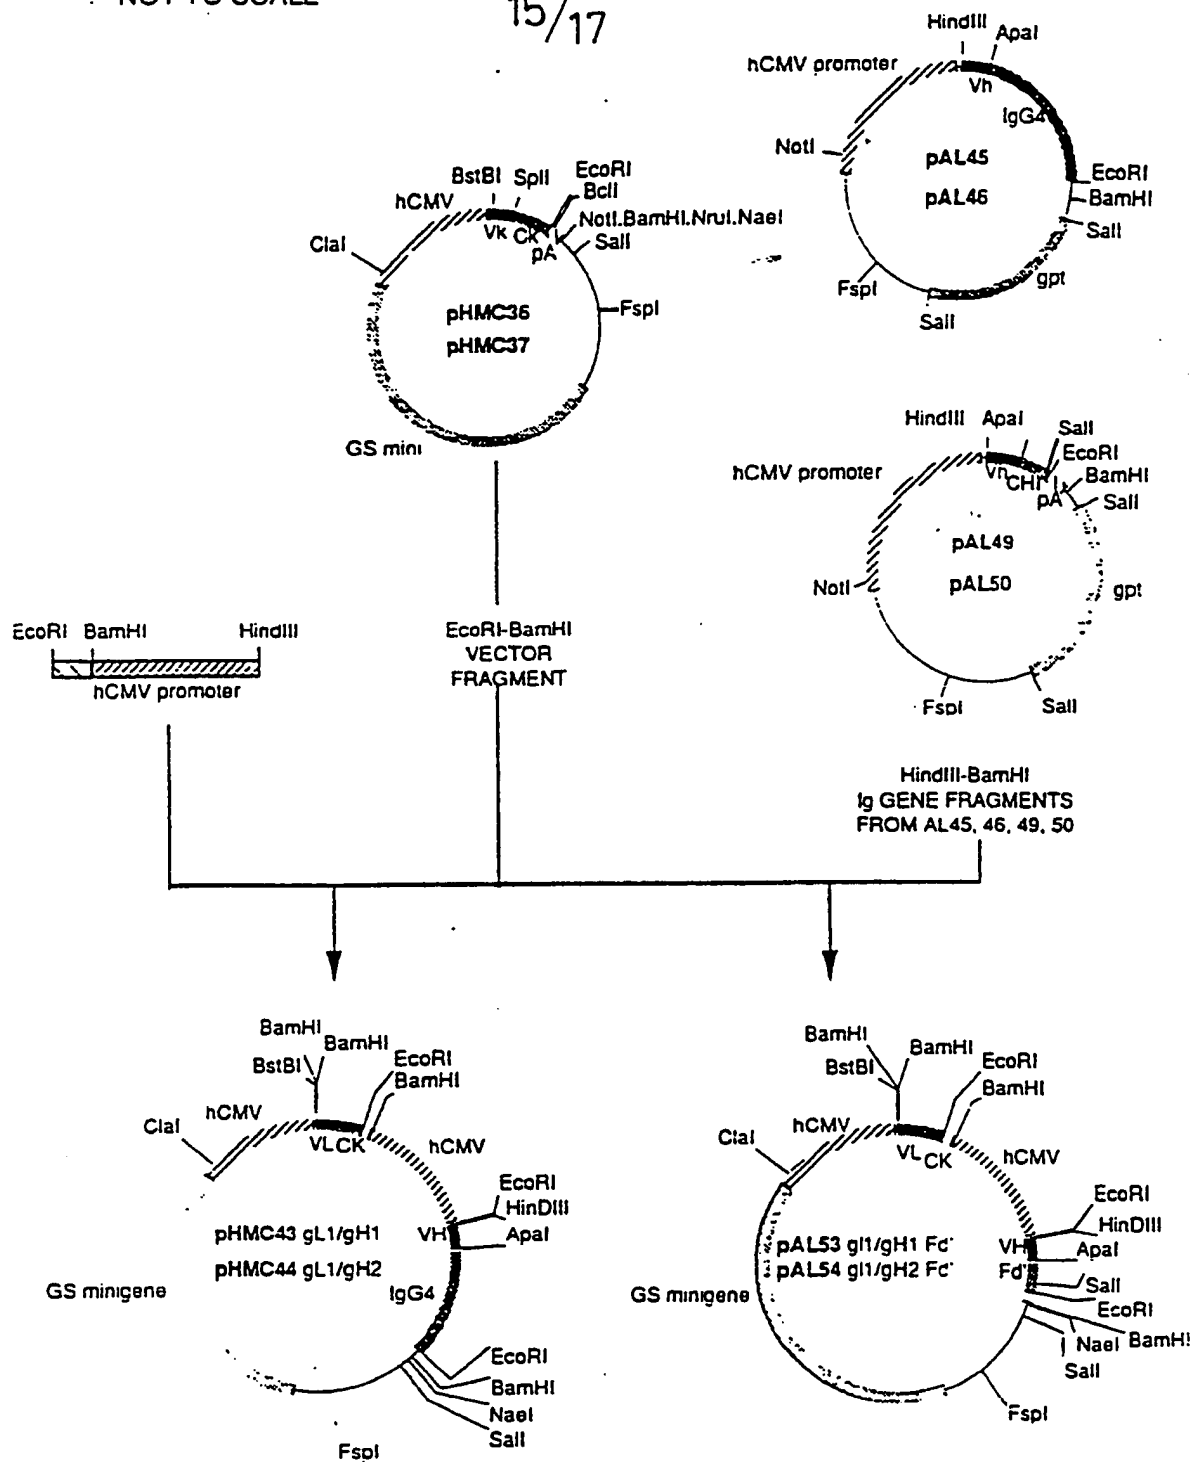 NOT TO SCALE
15/17
HindIII
ApaI
hCMV promoter
Vh
IgG4
NotI
pAL45
pAL46
EcoRI
BamHI
SalI
gpt
FspI
SalI
BstBI
SplI
EcoRI
BclI
hCMV
NotI.BamHI.NruI.NaeI
SalI
Vk
CK
pA
ClaI
FspI
pHMC36
pHMC37
GS mini
HindIII
ApaI
SalI
EcoRI
BamHI
SalI
hCMV promoter
CHI
pA
pAL49
pAL50
NotI
gpt
FspI
SalI
EcoRI
BamHI
HindIII
hCMV promoter
EcoRI-BamHI
VECTOR
FRAGMENT
HindIII-BamHI
Ig GENE FRAGMENTS
FROM AL45, 46, 49, 50
BamHI
BamHI
BstBI
EcoRI
BamHI
hCMV
ClaI
VL
CK
hCMV
EcoRI
HinDIII
VH
ApaI
pHMC43 gL1/gH1
pHMC44 gL1/gH2
IgG4
GS minigene
EcoRI
BamHI
NaeI
SalI
FspI
BamHI
BamHI
BstBI
EcoRI
BamHI
hCMV
ClaI
VL
CK
hCMV
EcoRI
HinDIII
VH
ApaI
pAL53 gl1/gH1 Fd'
pAL54 gl1/gH2 Fd'
Fd'
SalI
GS minigene
EcoRI
BamHI
NaeI
SalI
FspI